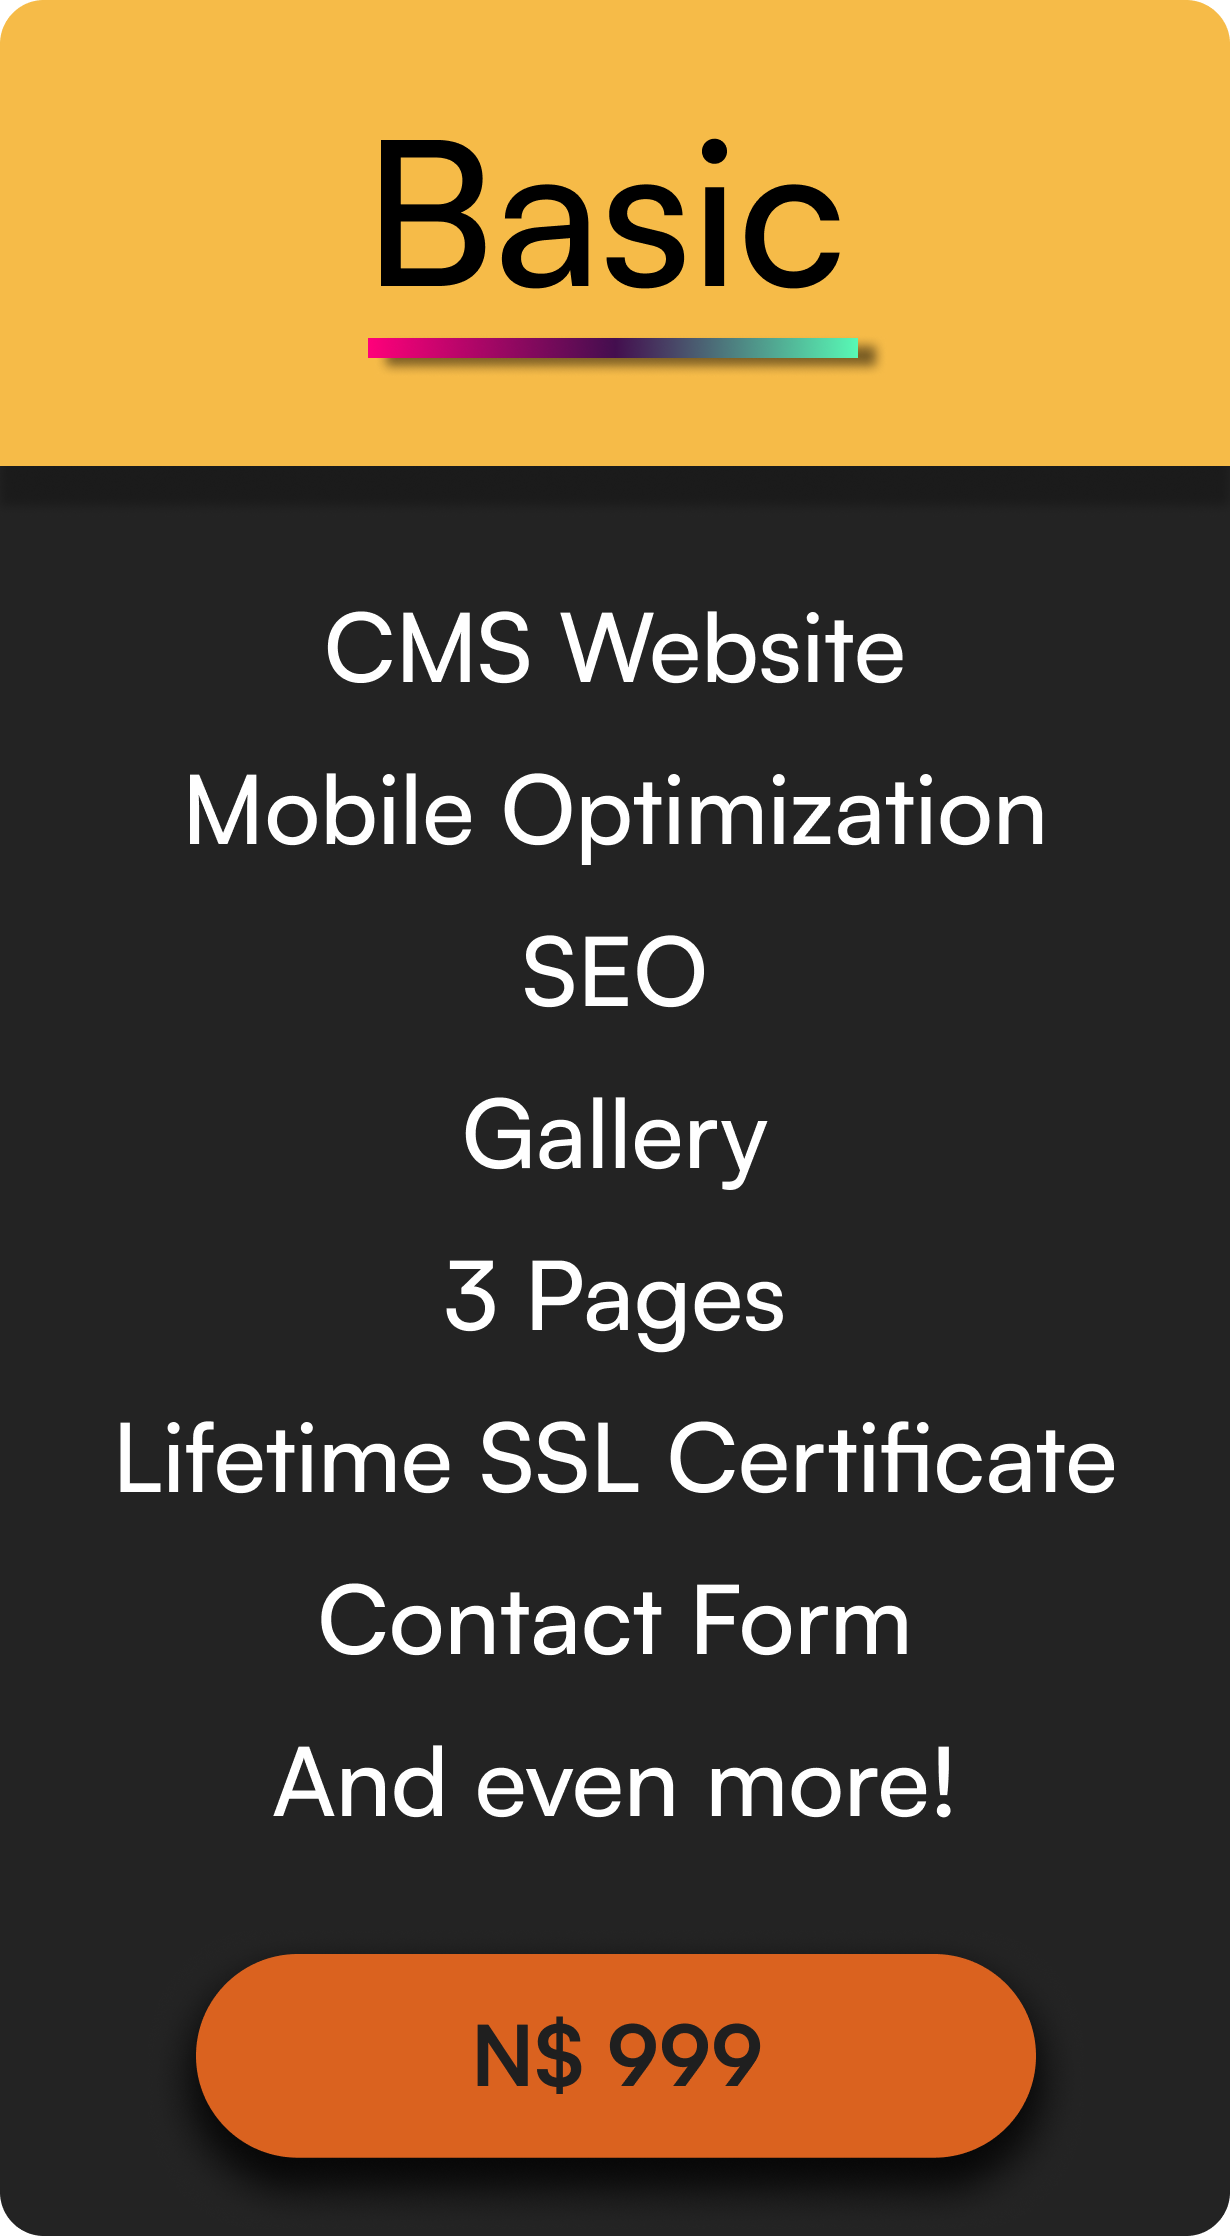 Basic
CMS Website
Mobile Optimization
SEO
Gallery
3 Pages
Lifetime SSL Certificate
Contact Form
And even more!
N$ 999